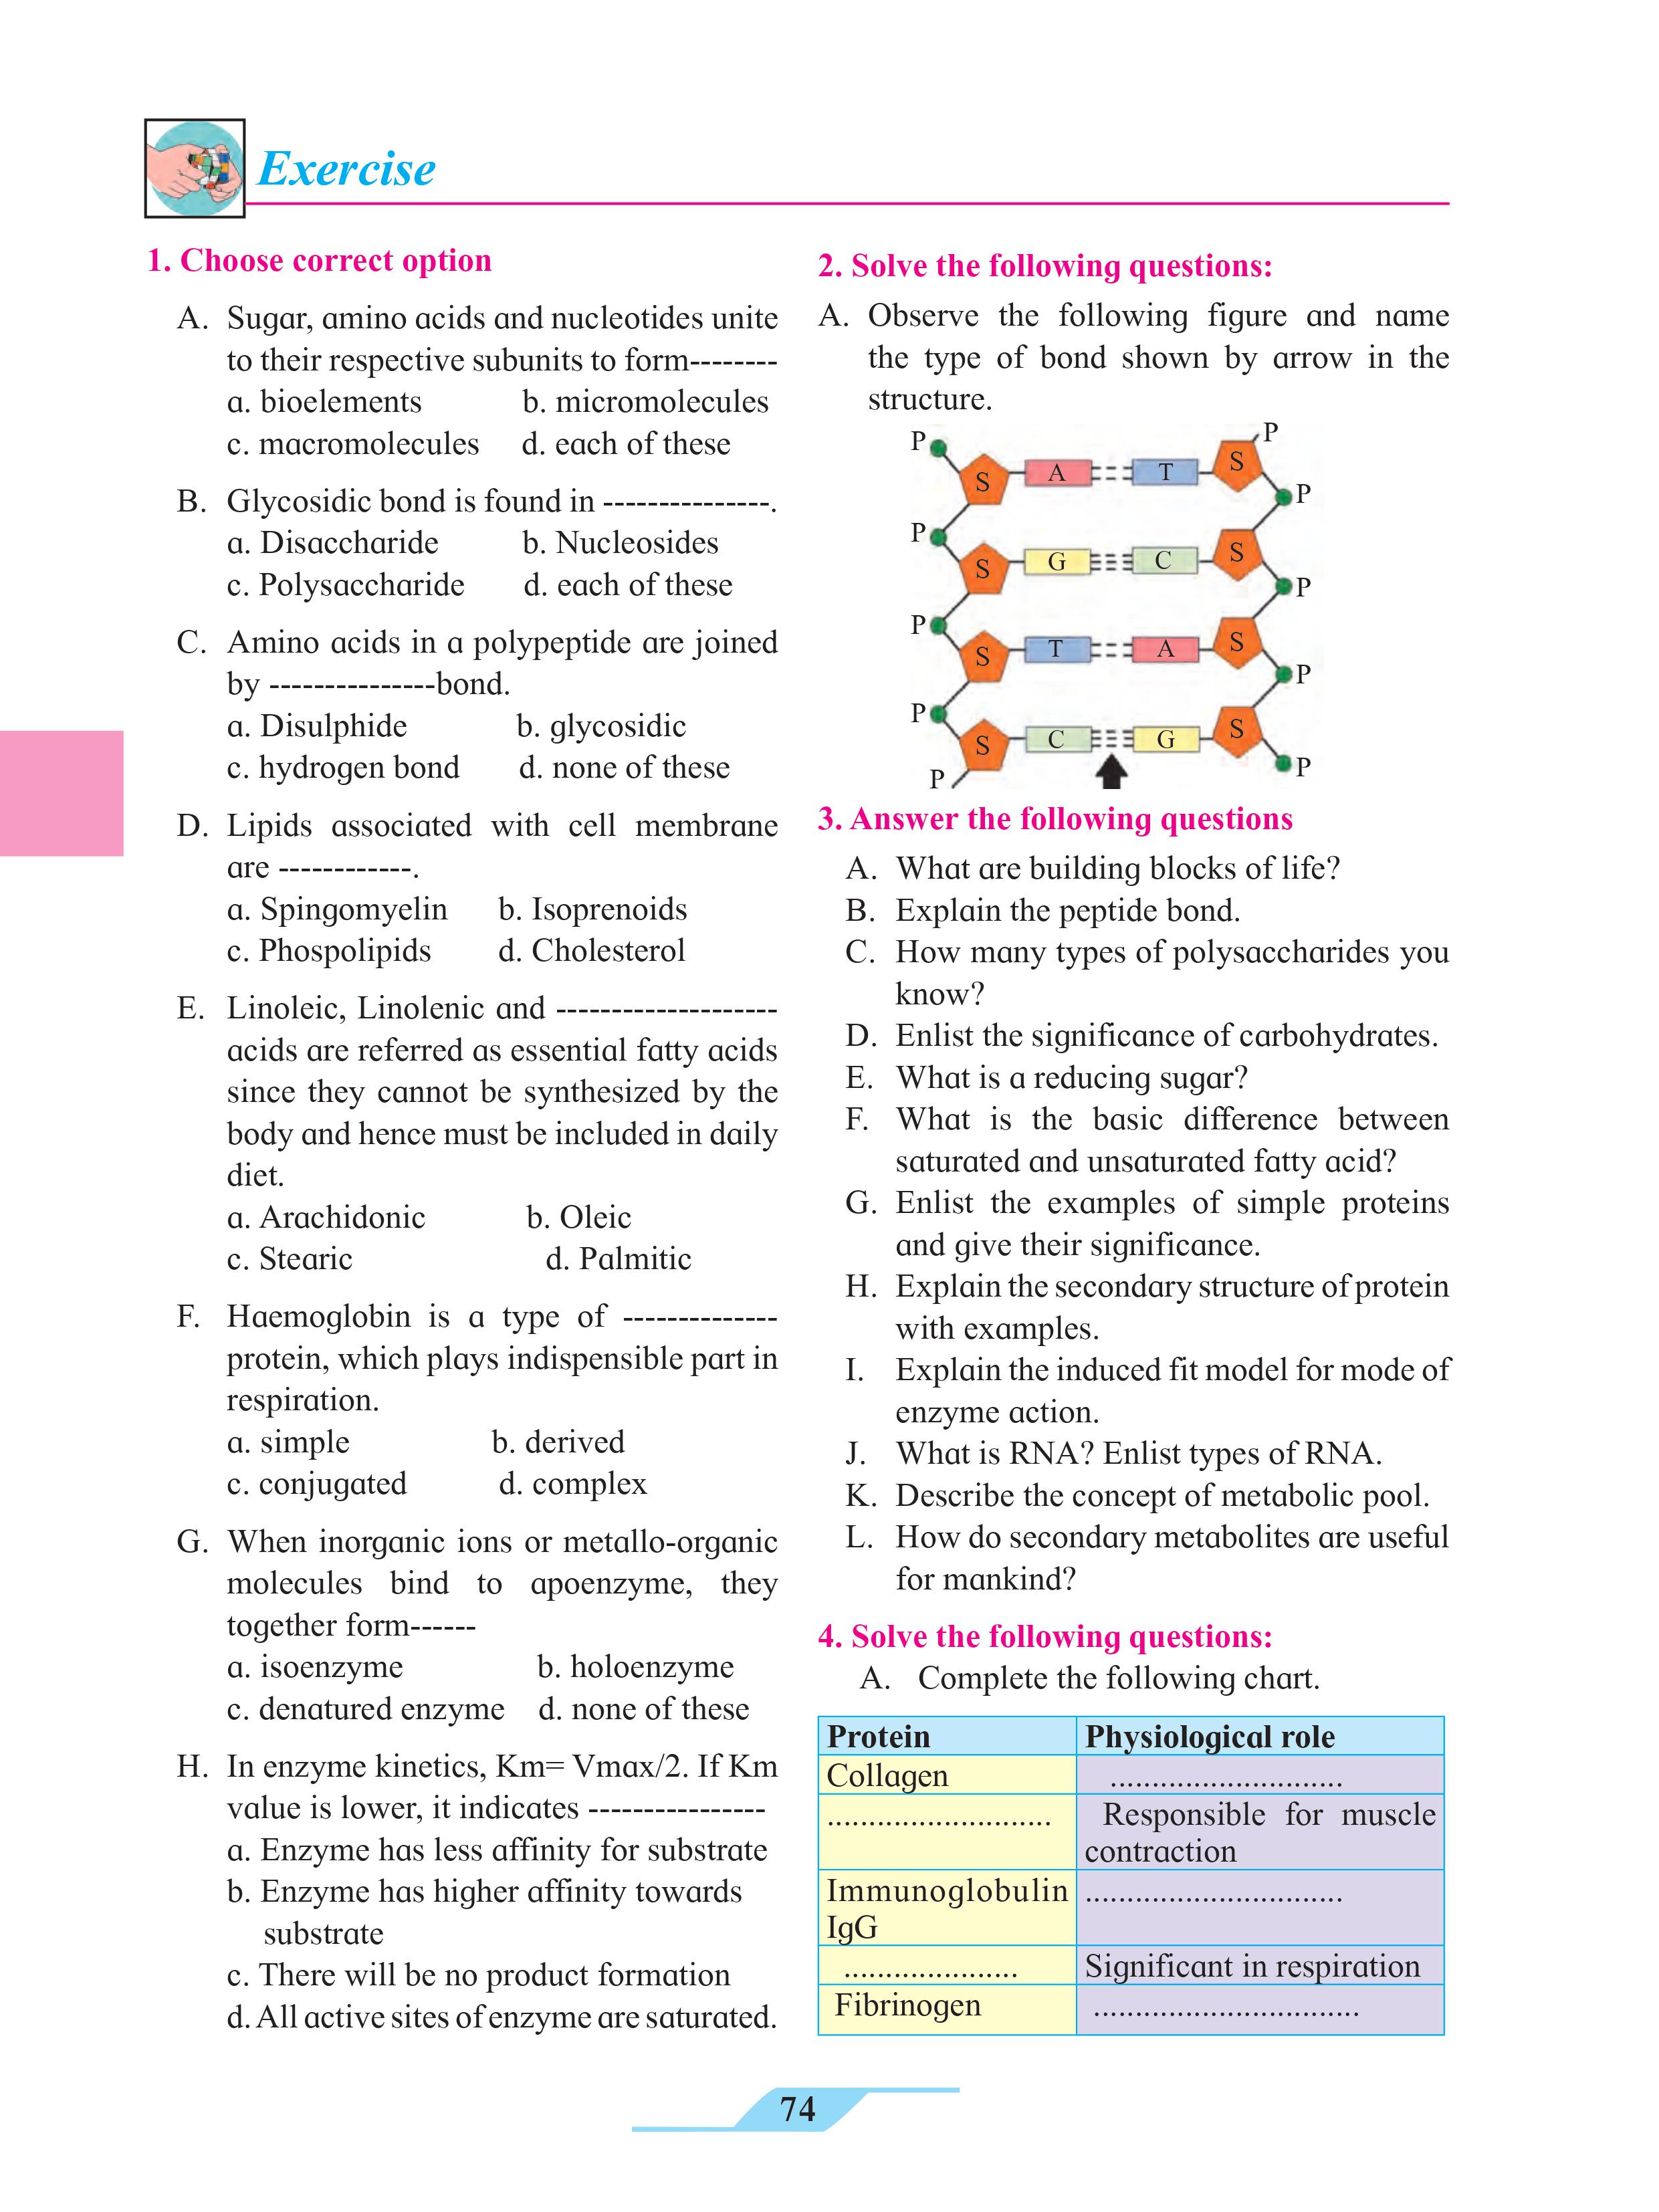 Exercise
1. Choose correct option
A. Sugar, amino acids and nucleotides unite
to their respective subunits to form--------
a. bioelements b. micromolecules
c. macromolecules d. each of these
B. Glycosidic bond is found in ---------------.
a. Disaccharide b. Nucleosides
c. Polysaccharide d. each of these
C. Amino acids in a polypeptide are joined
by ---------------bond.
a. Disulphide b. glycosidic
c. hydrogen bond d. none of these
D. Lipids associated with cell membrane
are ------------.
a. Spingomyelin b. Isoprenoids
c. Phospolipids d. Cholesterol
E. Linoleic, Linolenic and --------------------
acids are referred as essential fatty acids
since they cannot be synthesized by the
body and hence must be included in daily
diet.
a. Arachidonic b. Oleic
c. Stearic d. Palmitic
F. Haemoglobin is a type of --------------
protein, which plays indispensible part in
respiration.
a. simple b. derived
c. conjugated d. complex
G. When inorganic ions or metallo-organic
molecules bind to apoenzyme, they
together form------
a. isoenzyme b. holoenzyme
c. denatured enzyme d. none of these
H. In enzyme kinetics, Km= Vmax/2. If Km
value is lower, it indicates ----------------
a. Enzyme has less affinity for substrate
b. Enzyme has higher affinity towards
substrate
c. There will be no product formation
d. All active sites of enzyme are saturated.
2. Solve the following questions:
A. Observe the following figure and name
the type of bond shown by arrow in the
structure.
P P
S A T S
P
P
S G C S
P
P
S T A S
P
P
S C G S
P
P
3. Answer the following questions
A. What are building blocks of life?
B. Explain the peptide bond.
C. How many types of polysaccharides you
know?
D. Enlist the significance of carbohydrates.
E. What is a reducing sugar?
F. What is the basic difference between
saturated and unsaturated fatty acid?
G. Enlist the examples of simple proteins
and give their significance.
H. Explain the secondary structure of protein
with examples.
I. Explain the induced fit model for mode of
enzyme action.
J. What is RNA? Enlist types of RNA.
K. Describe the concept of metabolic pool.
L. How do secondary metabolites are useful
for mankind?
4. Solve the following questions:
A. Complete the following chart.
Protein Physiological role
Collagen ............................
........................... Responsible for muscle
contraction
Immunoglobulin ...............................
IgG
..................... Significant in respiration
Fibrinogen ................................
74